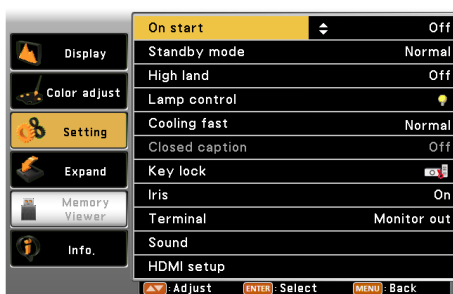 Display
Color adjust
Setting
Expand
Memory
Viewer
Info.
On start Off
Standby mode Normal
High land Off
Lamp control
Cooling fast Normal
Closed caption Off
Key lock
Iris On
Terminal Monitor out
Sound
HDMI setup
: Adjust ENTER : Select MENU : Back